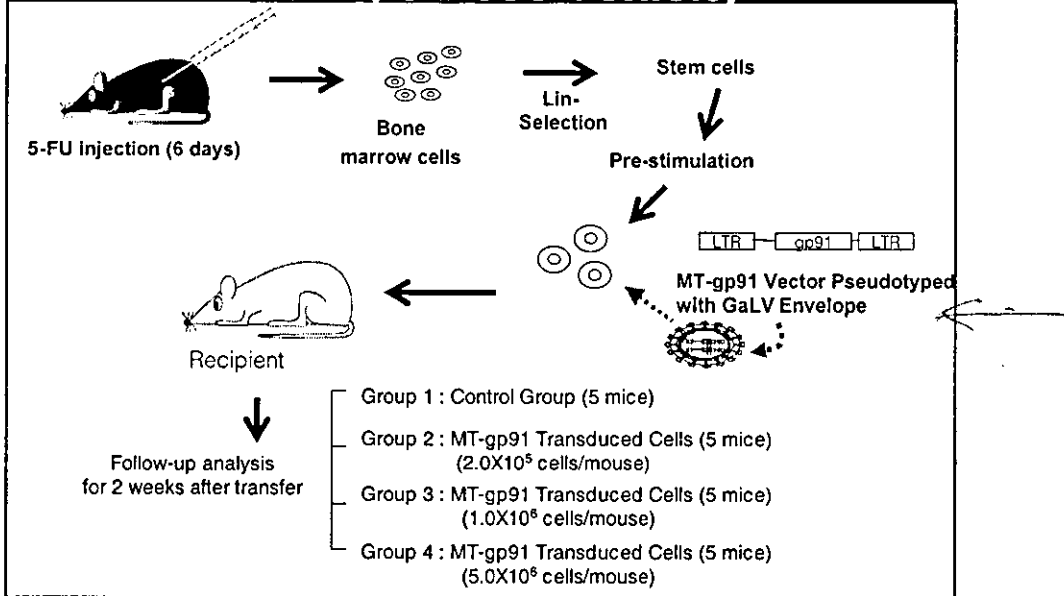 5-FU injection (6 days)
Bone
marrow cells
Lin-
Selection
Stem cells
Pre-stimulation
LTR gp91 LTR
MT-gp91 Vector Pseudotyped
with GaLV Envelope
Recipient
Follow-up analysis
for 2 weeks after transfer
Group 1 : Control Group (5 mice)
Group 2 : MT-gp91 Transduced Cells (5 mice)
(2.0X10⁵ cells/mouse)
Group 3 : MT-gp91 Transduced Cells (5 mice)
(1.0X10⁶ cells/mouse)
Group 4 : MT-gp91 Transduced Cells (5 mice)
(5.0X10⁶ cells/mouse)